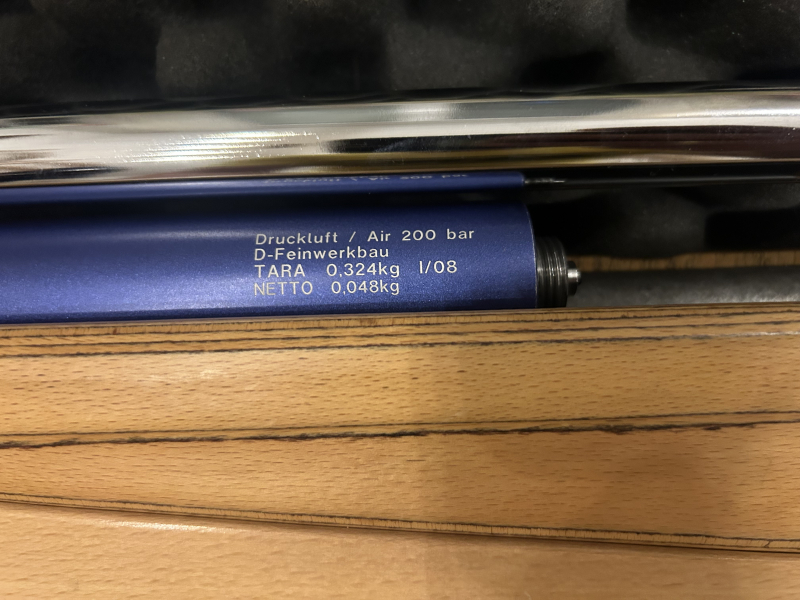 Druckluft / Air 200 bar
D-Feinwerkbau
TARA 0,324kg I/08
NETTO 0,048kg